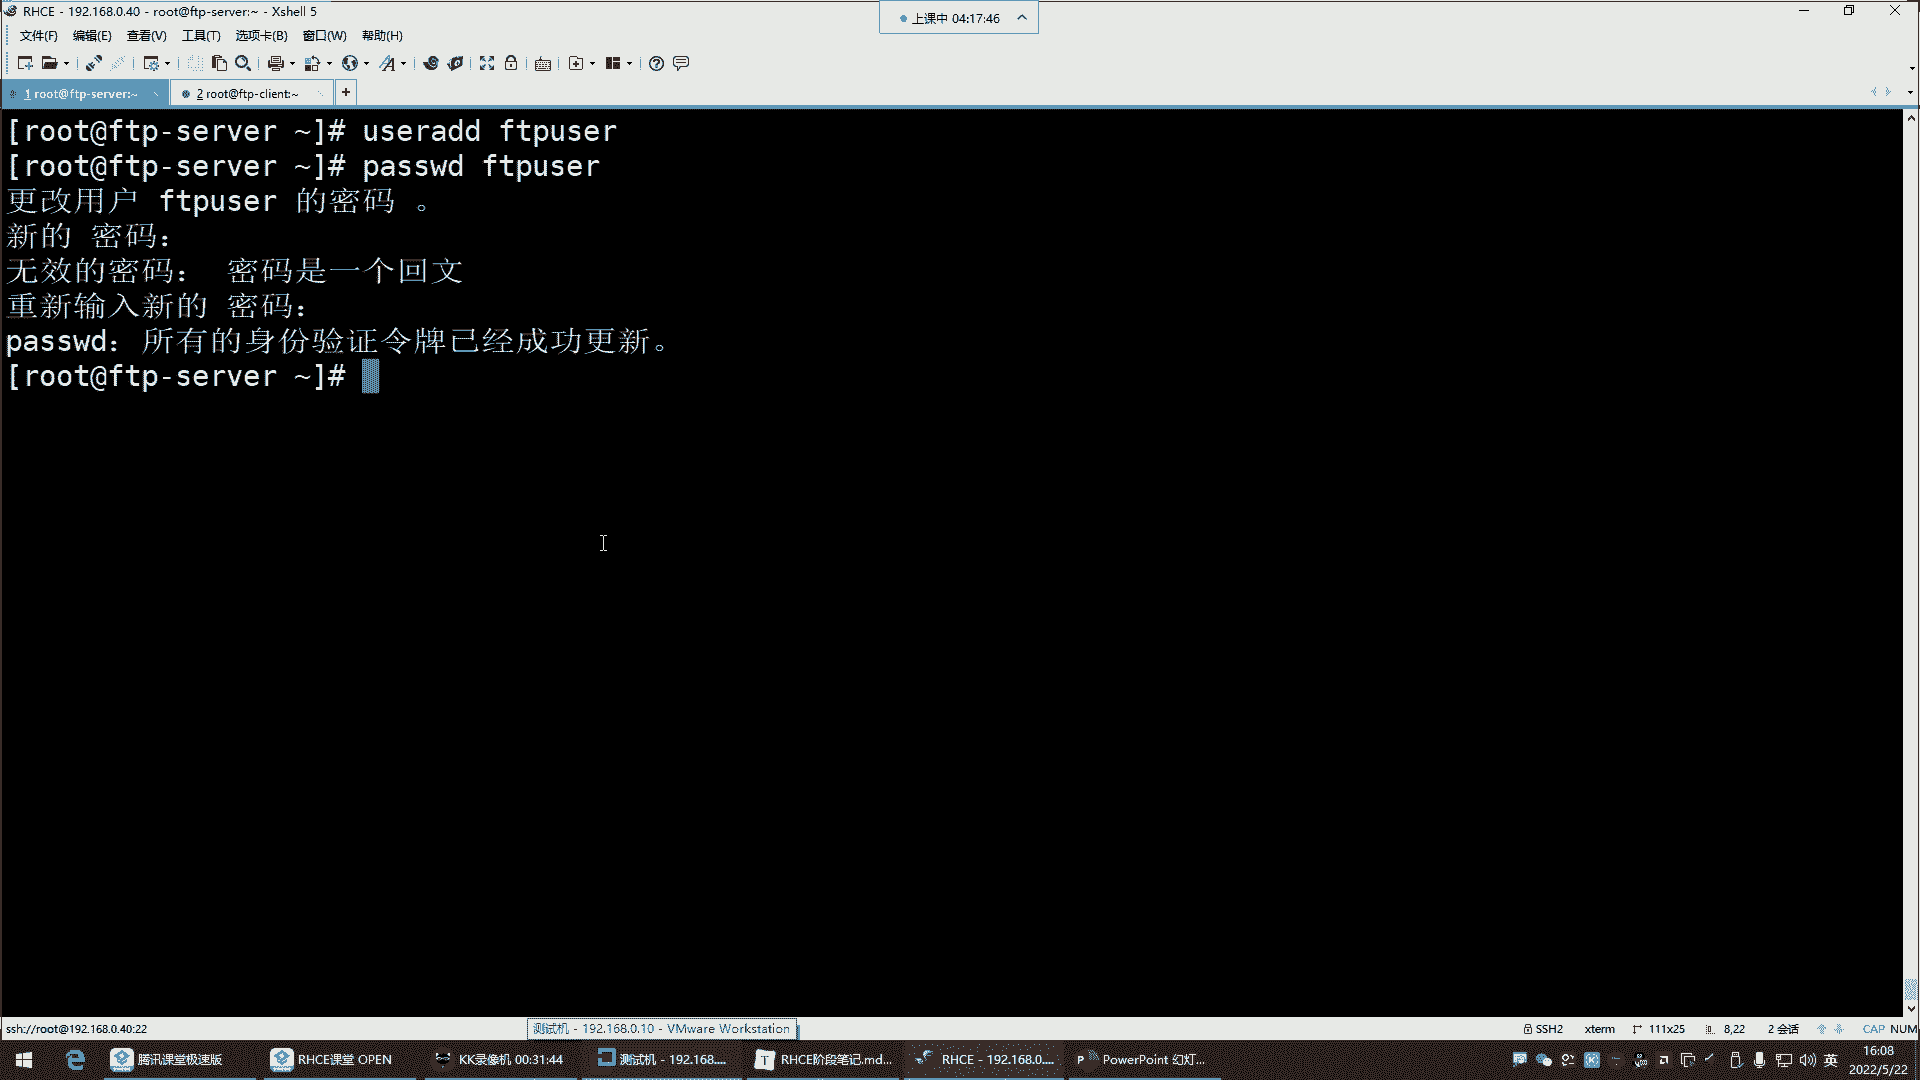 RHCE - 192.168.0.40 - root@ftp-server:~ - Xshell 5
上课中 04:17:46
文件(F) 编辑(E) 查看(V) 工具(T) 选项卡(B) 窗口(W) 帮助(H)
1 root@ftp-server:~ 2 root@ftp-client:~ +
[root@ftp-server ~]# useradd ftpuser
[root@ftp-server ~]# passwd ftpuser
更改用户 ftpuser 的密码 。
新的 密码：
无效的密码： 密码是一个回文
重新输入新的 密码：
passwd：所有的身份验证令牌已经成功更新。
[root@ftp-server ~]#
ssh://root@192.168.0.40:22
测试机 - 192.168.0.10 - VMware Workstation
SSH2 xterm 111x25 8,22 2 会话 CAP NUM
腾讯课堂极速版 RHCE课堂 OPEN KK录像机 00:31:44 测试机 - 192.168.... RHCE阶段笔记.md... RHCE - 192.168.0.... PowerPoint 幻灯... 英 16:08
2022/5/22